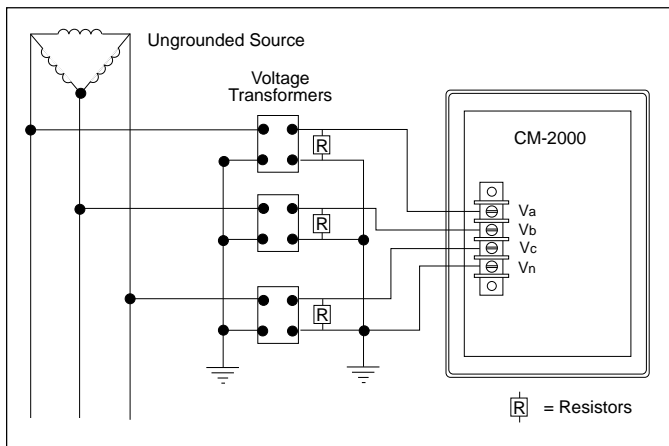 Ungrounded Source
Voltage
Transformers
CM-2000
R
R
R
Va
Vb
Vc
Vn
R = Resistors